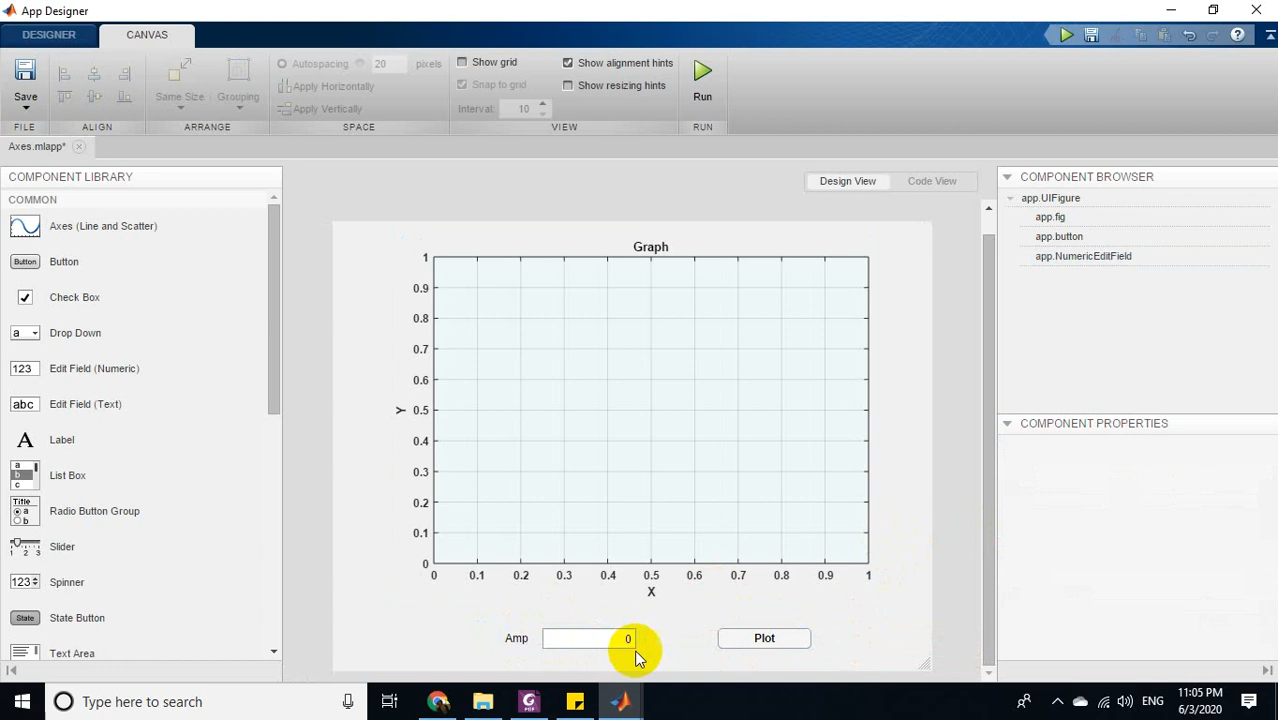 App Designer
DESIGNER
CANVAS
Save
FILE
ALIGN
Same Size
Grouping
ARRANGE
Autospacing
20
pixels
Apply Horizontally
Apply Vertically
SPACE
Show grid
Snap to grid
Interval:
10
Show alignment hints
Show resizing hints
VIEW
Run
RUN
Axes.mlapp*
COMPONENT LIBRARY
COMMON
Axes (Line and Scatter)
Button
Button
Check Box
a
Drop Down
123
Edit Field (Numeric)
abc
Edit Field (Text)
A
Label
a
b
c
List Box
Title
a
b
Radio Button Group
1 2 3
Slider
123
Spinner
State
State Button
Text Area
Design View
Code View
Graph
1
0.9
0.8
0.7
0.6
0.5
0.4
0.3
0.2
0.1
0
Y
0 0.1 0.2 0.3 0.4 0.5 0.6 0.7 0.8 0.9 1
X
Amp
0
Plot
COMPONENT BROWSER
app.UIFigure
app.fig
app.button
app.NumericEditField
COMPONENT PROPERTIES
Type here to search
ENG
11:05 PM
6/3/2020